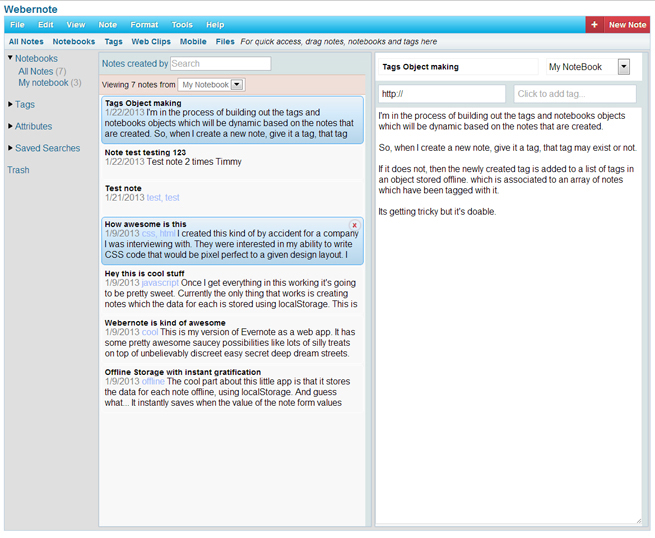 Webernote
File Edit View Note Format Tools Help + New Note
All Notes Notebooks Tags Web Clips Mobile Files For quick access, drag notes, notebooks and tags here
Notebooks
All Notes (7)
My notebook (3)
Tags
Attributes
Saved Searches
Trash
Notes created by Search
Viewing 7 notes from My Notebook
Tags Object making
1/22/2013 I'm in the process of building out the tags and
notebooks objects which will be dynamic based on the notes that
are created. So, when I create a new note, give it a tag, that tag
Note test testing 123
1/22/2013 Test note 2 times Timmy
Test note
1/21/2013 test, test
How awesome is this x
1/9/2013 css, html I created this kind of by accident for a company
I was interviewing with. They were interested in my ability to write
CSS code that would be pixel perfect to a given design layout. I
Hey this is cool stuff
1/9/2013 javascript Once I get everything in this working it's going
to be pretty sweet. Currently the only thing that works is creating
notes which the data for each is stored using localStorage. This is
Webernote is kind of awesome
1/9/2013 cool This is my version of Evernote as a web app. It has
some pretty awesome saucey possibilities like lots of silly treats
on top of unbelievably discreet easy secret deep dream streets.
Offline Storage with instant gratification
1/9/2013 offline The cool part about this little app is that it stores
the data for each note offline, using localStorage. And guess
what... It instantly saves when the value of the note form values
Tags Object making My NoteBook
http:// Click to add tag...
I'm in the process of building out the tags and notebooks objects
which will be dynamic based on the notes that are created.
So, when I create a new note, give it a tag, that tag may exist or not.
If it does not, then the newly created tag is added to a list of tags in
an object stored offline. which is associated to an array of notes
which have been tagged with it.
Its getting tricky but it's doable.